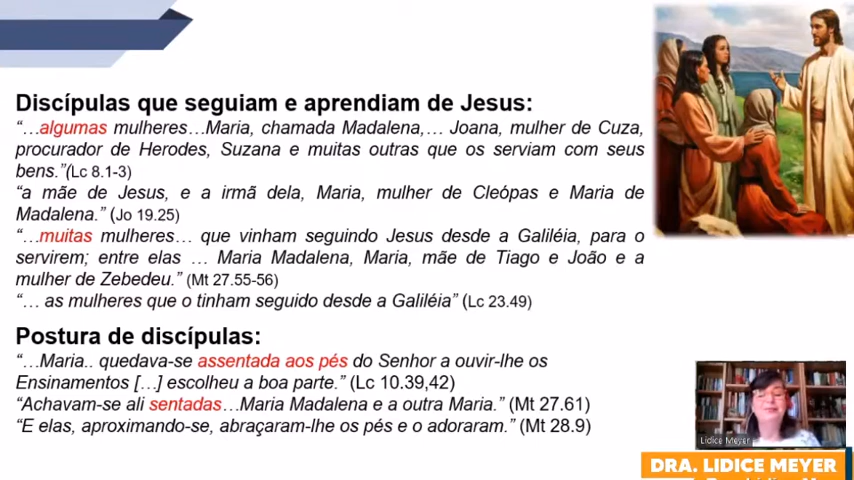 Discípulas que seguiam e aprendiam de Jesus:
“…algumas mulheres…Maria, chamada Madalena,… Joana, mulher de Cuza,
procurador de Herodes, Suzana e muitas outras que os serviam com seus
bens.”(Lc 8.1-3)
“a mãe de Jesus, e a irmã dela, Maria, mulher de Cleópas e Maria de
Madalena.” (Jo 19.25)
“…muitas mulheres… que vinham seguindo Jesus desde a Galiléia, para o
servirem; entre elas … Maria Madalena, Maria, mãe de Tiago e João e a
mulher de Zebedeu.” (Mt 27.55-56)
“… as mulheres que o tinham seguido desde a Galiléia” (Lc 23.49)
Postura de discípulas:
“…Maria.. quedava-se assentada aos pés do Senhor a ouvir-lhe os
Ensinamentos […] escolheu a boa parte.” (Lc 10.39,42)
“Achavam-se ali sentadas…Maria Madalena e a outra Maria.” (Mt 27.61)
“E elas, aproximando-se, abraçaram-lhe os pés e o adoraram.” (Mt 28.9)
Lidice Meyer
DRA. LIDICE MEYER